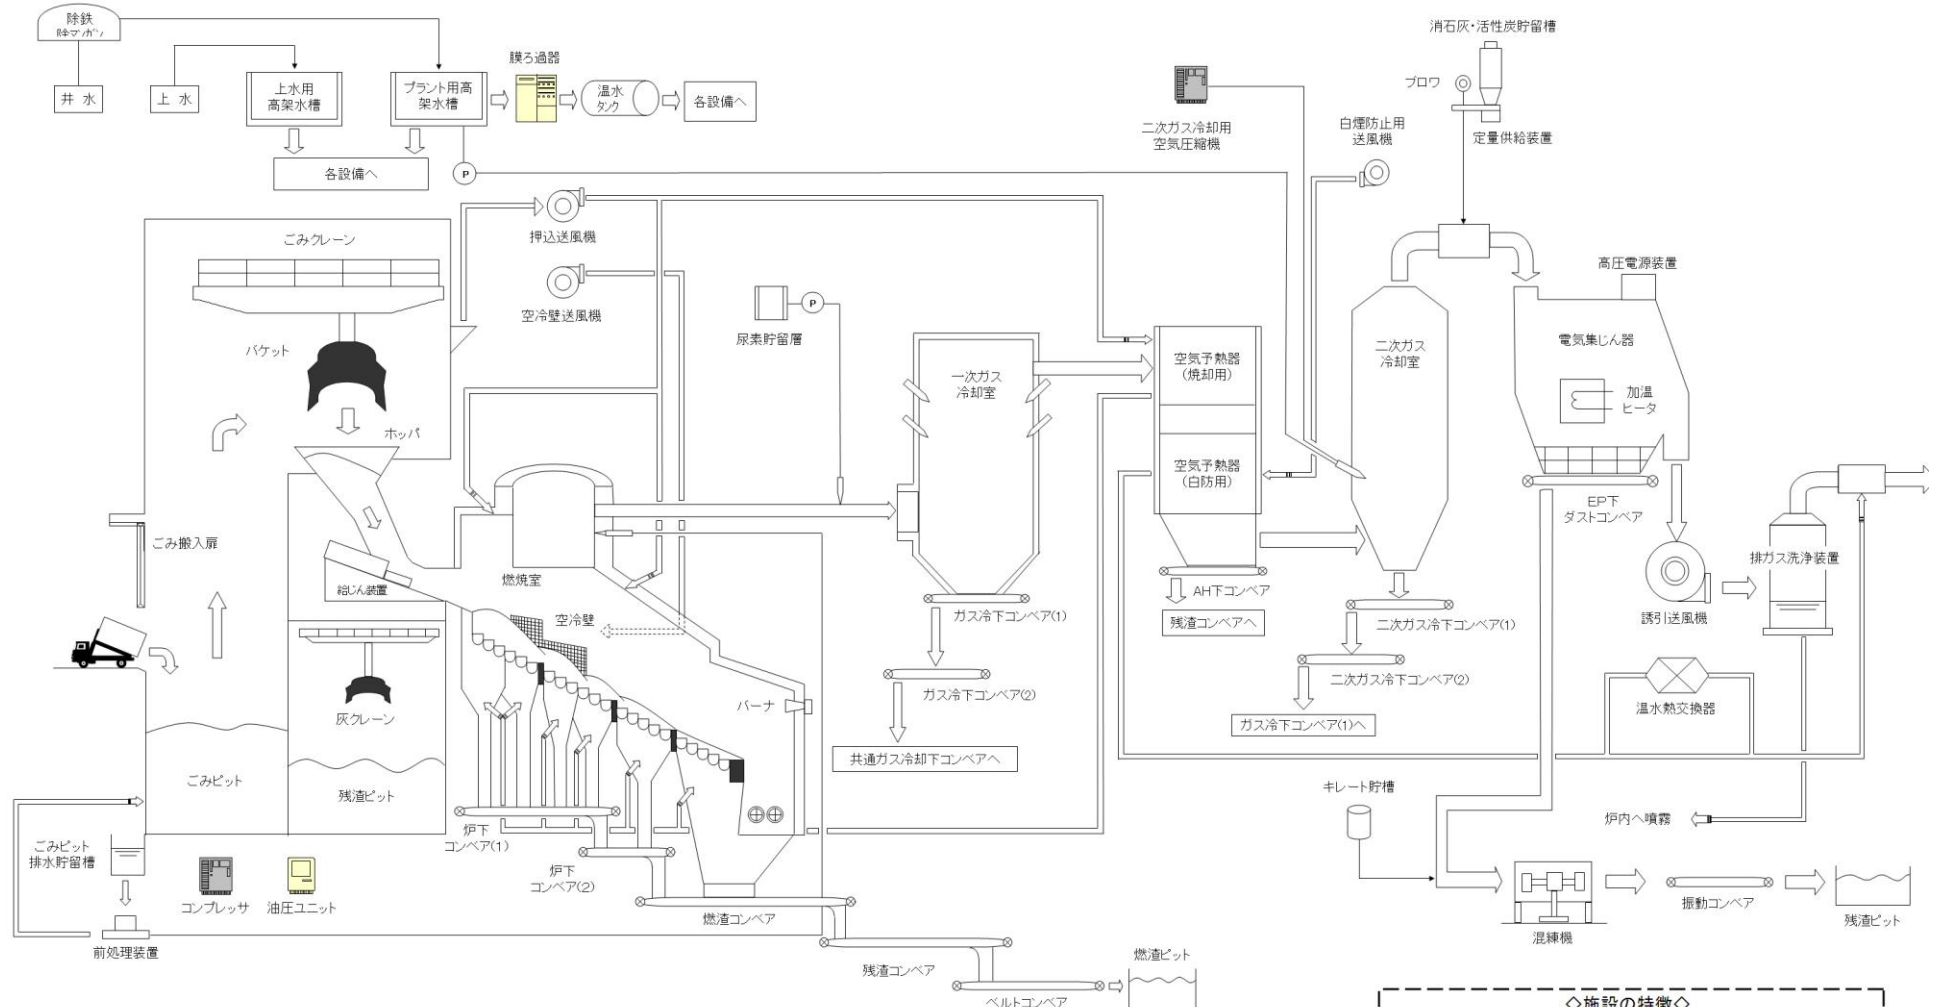 除鉄
除マンガン
井 水
上 水
上水用
高架水槽
プラント用高
架水槽
膜ろ過器
温水
タンク
各設備へ
各設備へ
P
消石灰・活性炭貯留槽
ブロワ
定量供給装置
二次ガス冷却用
空気圧縮機
白煙防止用
送風機
押込送風機
空冷壁送風機
ごみクレーン
バケット
ホッパ
尿素貯留層
P
一次ガス
冷却室
空気予熱器
(焼却用)
空気予熱器
(白防用)
二次ガス
冷却室
高圧電源装置
電気集じん器
加温
ヒータ
EP下
ダストコンベア
ごみ搬入扉
給じん装置
燃焼室
空冷壁
灰クレーン
バーナ
ガス冷下コンベア(1)
ガス冷下コンベア(2)
共通ガス冷却下コンベアへ
AH下コンベア
残渣コンベアへ
二次ガス冷下コンベア(1)
二次ガス冷下コンベア(2)
ガス冷下コンベア(1)へ
誘引送風機
排ガス洗浄装置
温水熱交換器
炉内へ噴霧
キレート貯槽
混練機
振動コンベア
残渣ピット
ごみピット
残渣ピット
ごみピット
排水貯留槽
前処理装置
コンプレッサ
油圧ユニット
炉下
コンベア(1)
炉下
コンベア(2)
燃渣コンベア
残渣コンベア
ベルトコンベア
燃渣ピット
◇施設の特徴◇